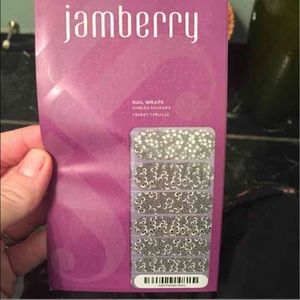 jamberry
NAIL WRAPS
ONGLES ADHÉSIFS
1 SHEET/1 FEUILLE